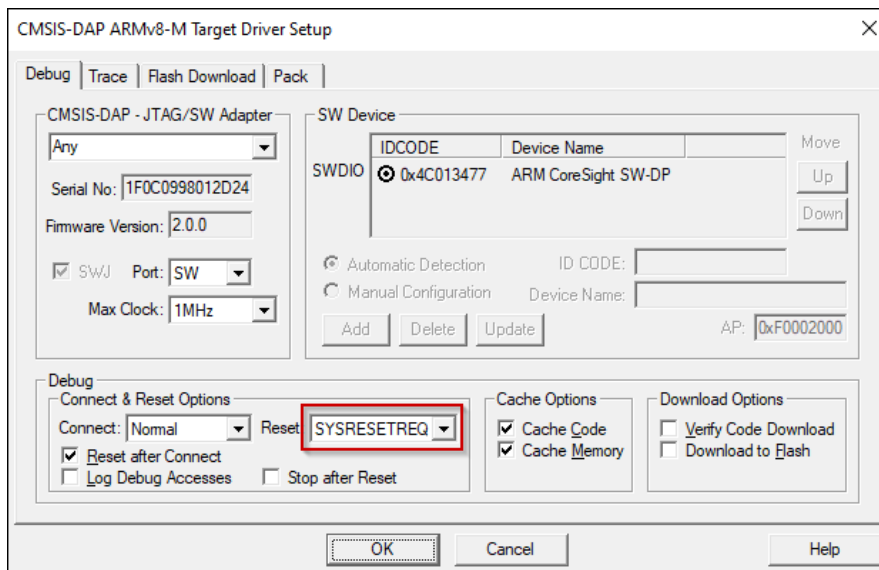 CMSIS-DAP ARMv8-M Target Driver Setup
Debug Trace Flash Download Pack
CMSIS-DAP - JTAG/SW Adapter
Any
Serial No: 1F0C0998012D24
Firmware Version: 2.0.0
SWJ Port: SW
Max Clock: 1MHz
SW Device
IDCODE Device Name
SWDIO 0x4C013477 ARM CoreSight SW-DP
Move
Up
Down
Automatic Detection ID CODE:
Manual Configuration Device Name:
Add Delete Update AP: 0xF0002000
Debug
Connect & Reset Options
Connect: Normal Reset SYSRESETREQ
Reset after Connect
Log Debug Accesses Stop after Reset
Cache Options
Cache Code
Cache Memory
Download Options
Verify Code Download
Download to Flash
OK Cancel Help